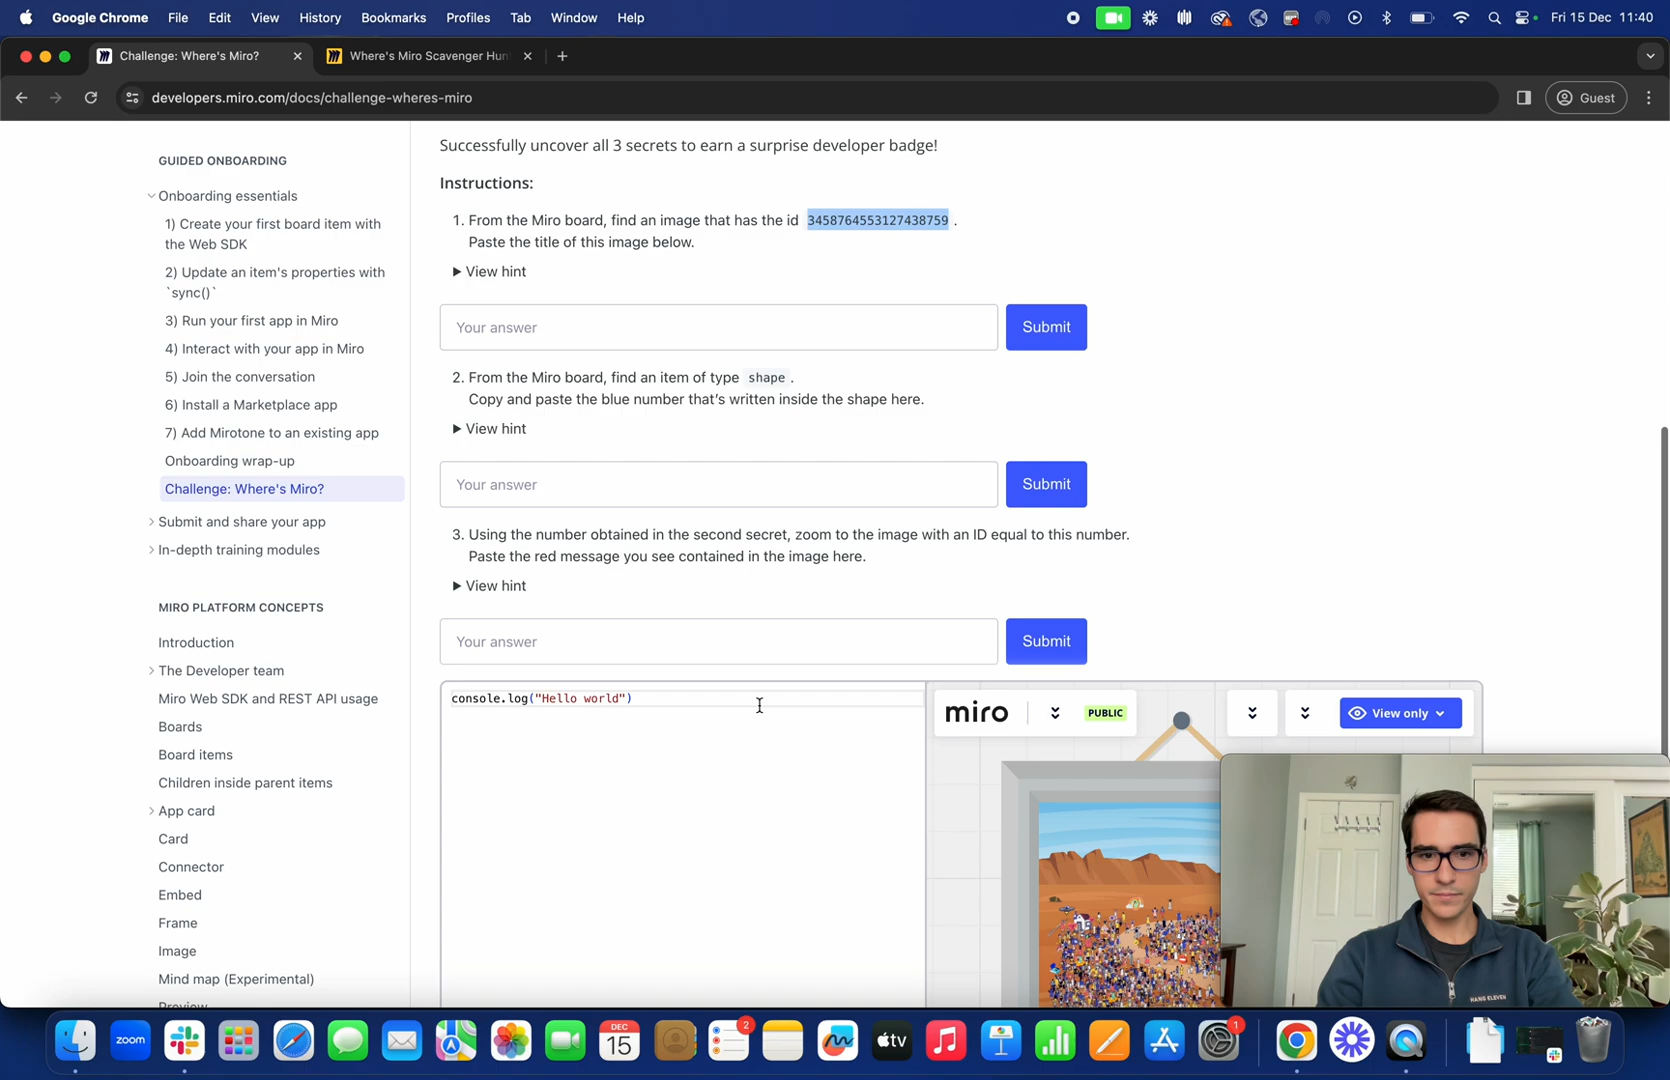 Google Chrome File Edit View History Bookmarks Profiles Tab Window Help Fri 15 Dec 11:40
Challenge: Where's Miro?
Where's Miro Scavenger Hun
developers.miro.com/docs/challenge-wheres-miro
Guest
GUIDED ONBOARDING
Onboarding essentials
1) Create your first board item with
the Web SDK
2) Update an item's properties with
`sync()`
3) Run your first app in Miro
4) Interact with your app in Miro
5) Join the conversation
6) Install a Marketplace app
7) Add Mirotone to an existing app
Onboarding wrap-up
Challenge: Where's Miro?
Submit and share your app
In-depth training modules
MIRO PLATFORM CONCEPTS
Introduction
The Developer team
Miro Web SDK and REST API usage
Boards
Board items
Children inside parent items
App card
Card
Connector
Embed
Frame
Image
Mind map (Experimental)
Preview
Successfully uncover all 3 secrets to earn a surprise developer badge!
Instructions:
1. From the Miro board, find an image that has the id 3458764553127438759 .
Paste the title of this image below.
View hint
Your answer
Submit
2. From the Miro board, find an item of type shape .
Copy and paste the blue number that's written inside the shape here.
View hint
Your answer
Submit
3. Using the number obtained in the second secret, zoom to the image with an ID equal to this number.
Paste the red message you see contained in the image here.
View hint
Your answer
Submit
console.log("Hello world")
miro
PUBLIC
View only
HANG ELEVEN
zoom
DEC
15
2
tv
1